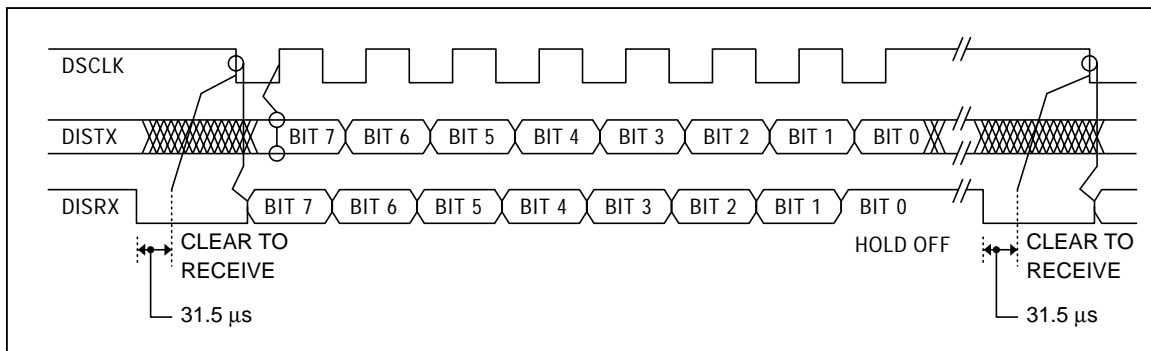 DSCLK
DISTX BIT 7 BIT 6 BIT 5 BIT 4 BIT 3 BIT 2 BIT 1 BIT 0
DISRX BIT 7 BIT 6 BIT 5 BIT 4 BIT 3 BIT 2 BIT 1 BIT 0
CLEAR TO
RECEIVE
31.5 µs
HOLD OFF
CLEAR TO
RECEIVE
31.5 µs